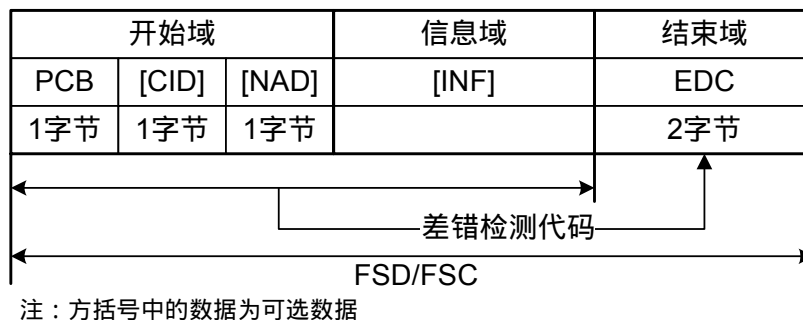 开始域 信息域 结束域
PCB [CID] [NAD] [INF] EDC
1字节 1字节 1字节 2字节
差错检测代码
FSD/FSC
注：方括号中的数据为可选数据